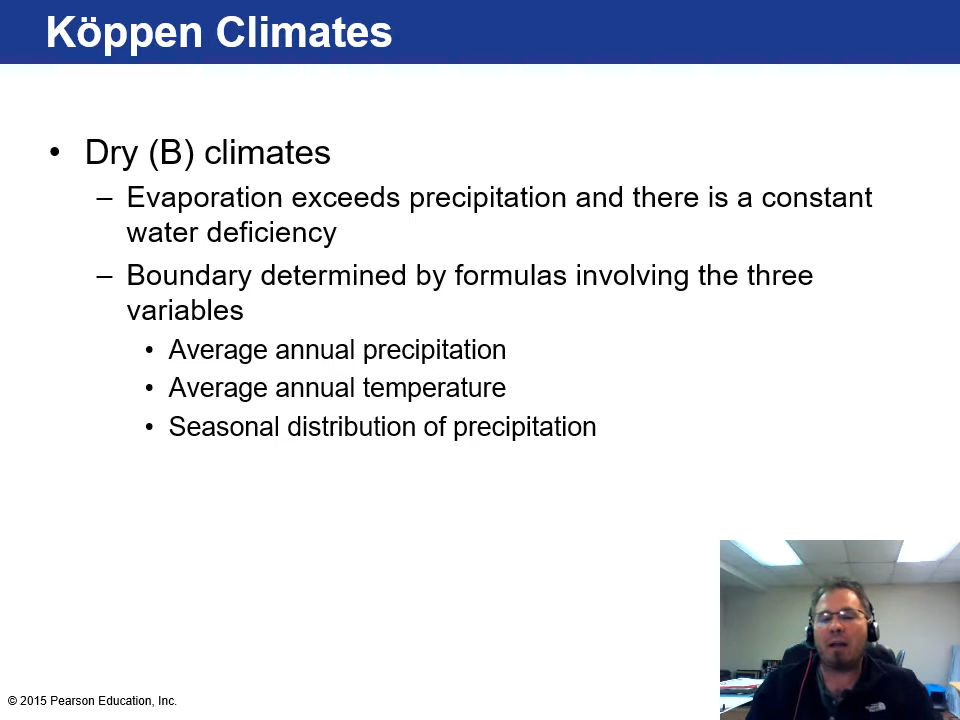 Köppen Climates
• Dry (B) climates
– Evaporation exceeds precipitation and there is a constant
water deficiency
– Boundary determined by formulas involving the three
variables
• Average annual precipitation
• Average annual temperature
• Seasonal distribution of precipitation
© 2015 Pearson Education, Inc.